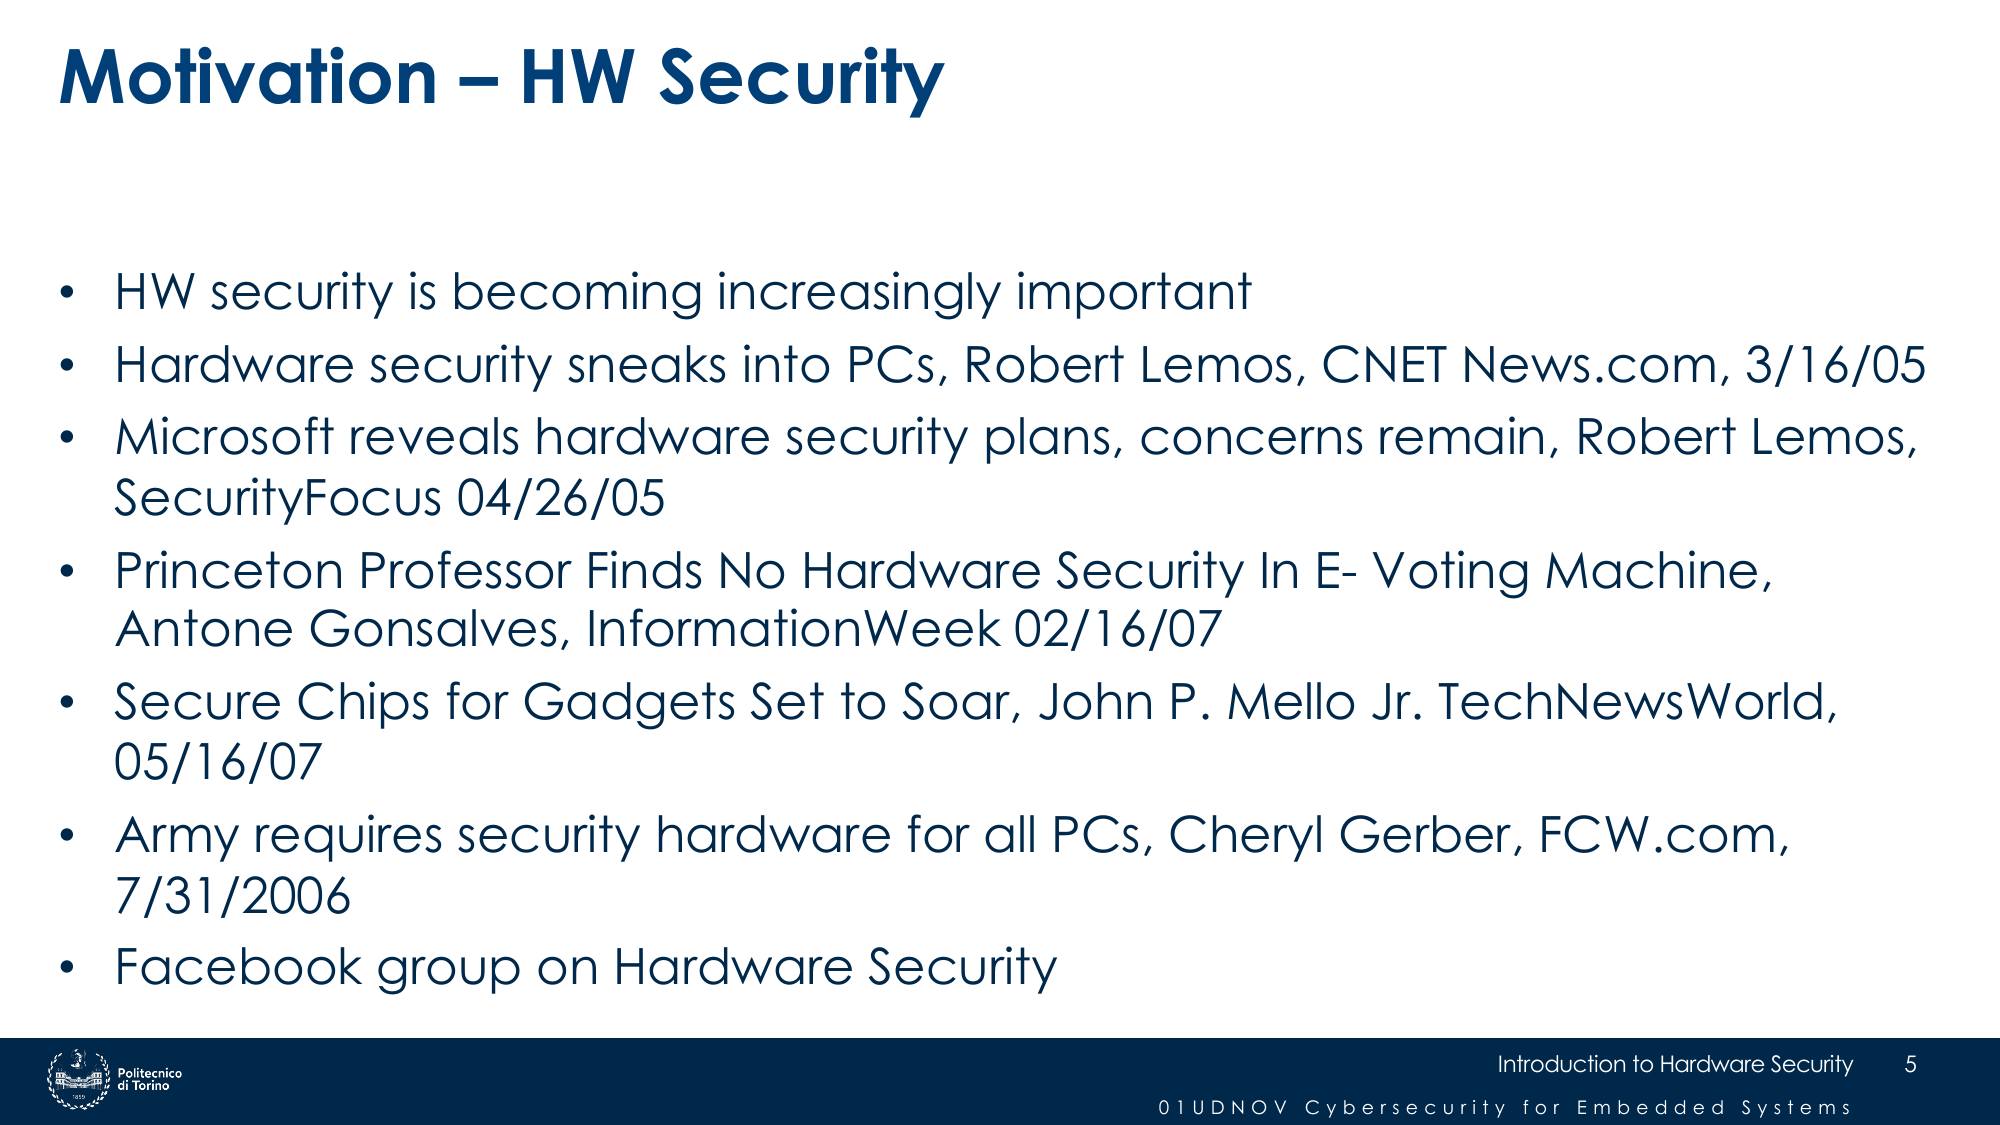 Motivation – HW Security
• HW security is becoming increasingly important
• Hardware security sneaks into PCs, Robert Lemos, CNET News.com, 3/16/05
• Microsoft reveals hardware security plans, concerns remain, Robert Lemos,
SecurityFocus 04/26/05
• Princeton Professor Finds No Hardware Security In E- Voting Machine,
Antone Gonsalves, InformationWeek 02/16/07
• Secure Chips for Gadgets Set to Soar, John P. Mello Jr. TechNewsWorld,
05/16/07
• Army requires security hardware for all PCs, Cheryl Gerber, FCW.com,
7/31/2006
• Facebook group on Hardware Security
Politecnico
di Torino
1859
Introduction to Hardware Security 5
01UDNOV Cybersecurity for Embedded Systems